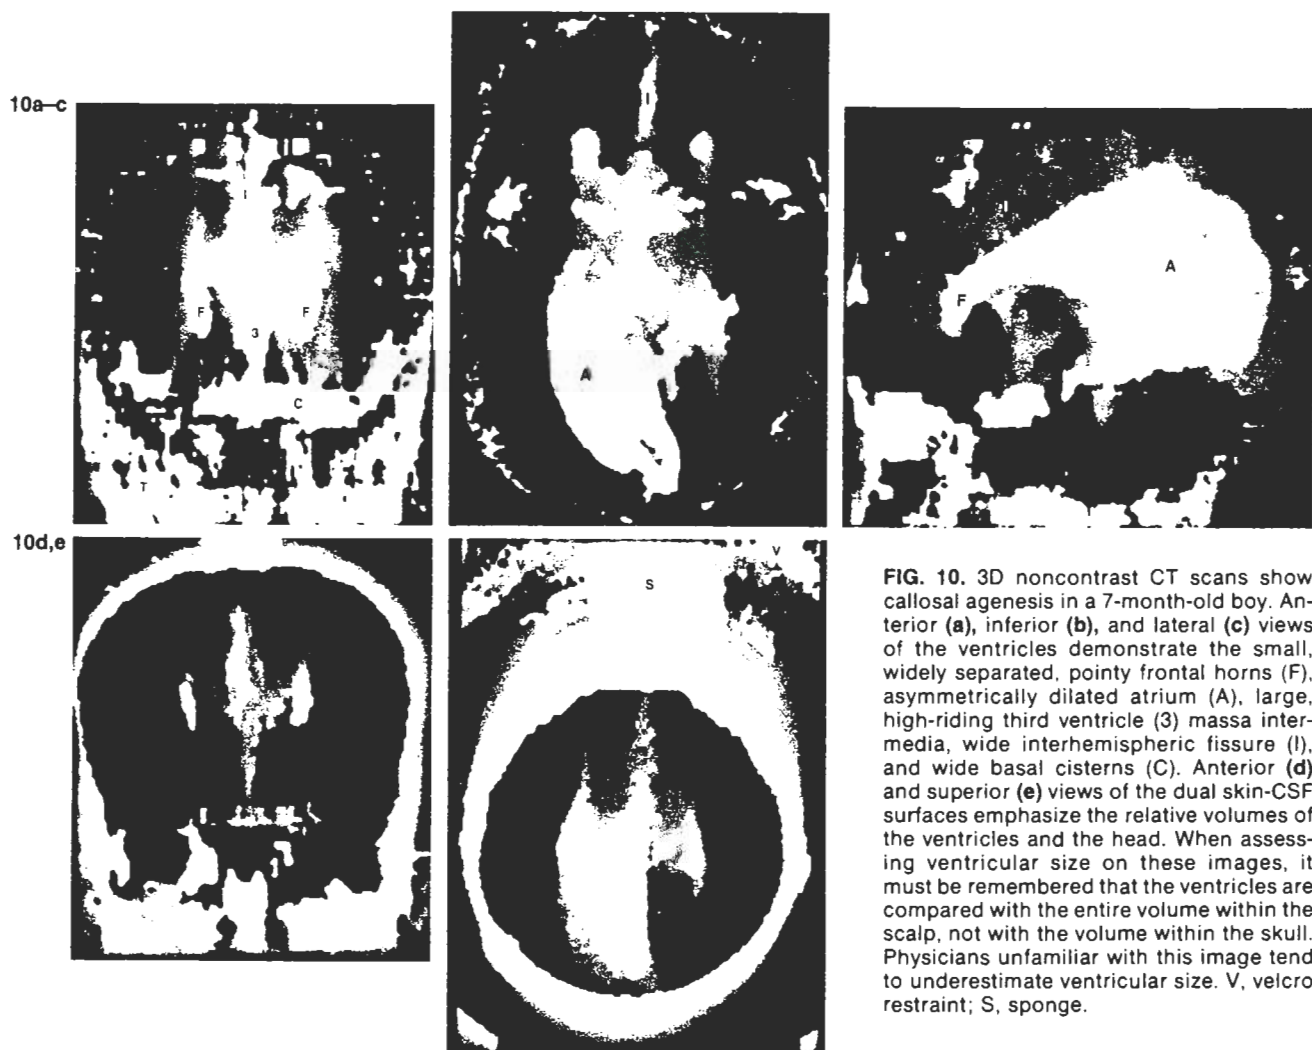 10a–c
I
F
F
3
C
T
I
A
I
F
3
A
10d,e
3
V
V
S
I
FIG. 10. 3D noncontrast CT scans show
callosal agenesis in a 7-month-old boy. An-
terior (a), inferior (b), and lateral (c) views
of the ventricles demonstrate the small,
widely separated, pointy frontal horns (F),
asymmetrically dilated atrium (A), large,
high-riding third ventricle (3) massa inter-
media, wide interhemispheric fissure (I),
and wide basal cisterns (C). Anterior (d)
and superior (e) views of the dual skin-CSF
surfaces emphasize the relative volumes of
the ventricles and the head. When assess-
ing ventricular size on these images, it
must be remembered that the ventricles are
compared with the entire volume within the
scalp, not with the volume within the skull.
Physicians unfamiliar with this image tend
to underestimate ventricular size. V, velcro
restraint; S, sponge.